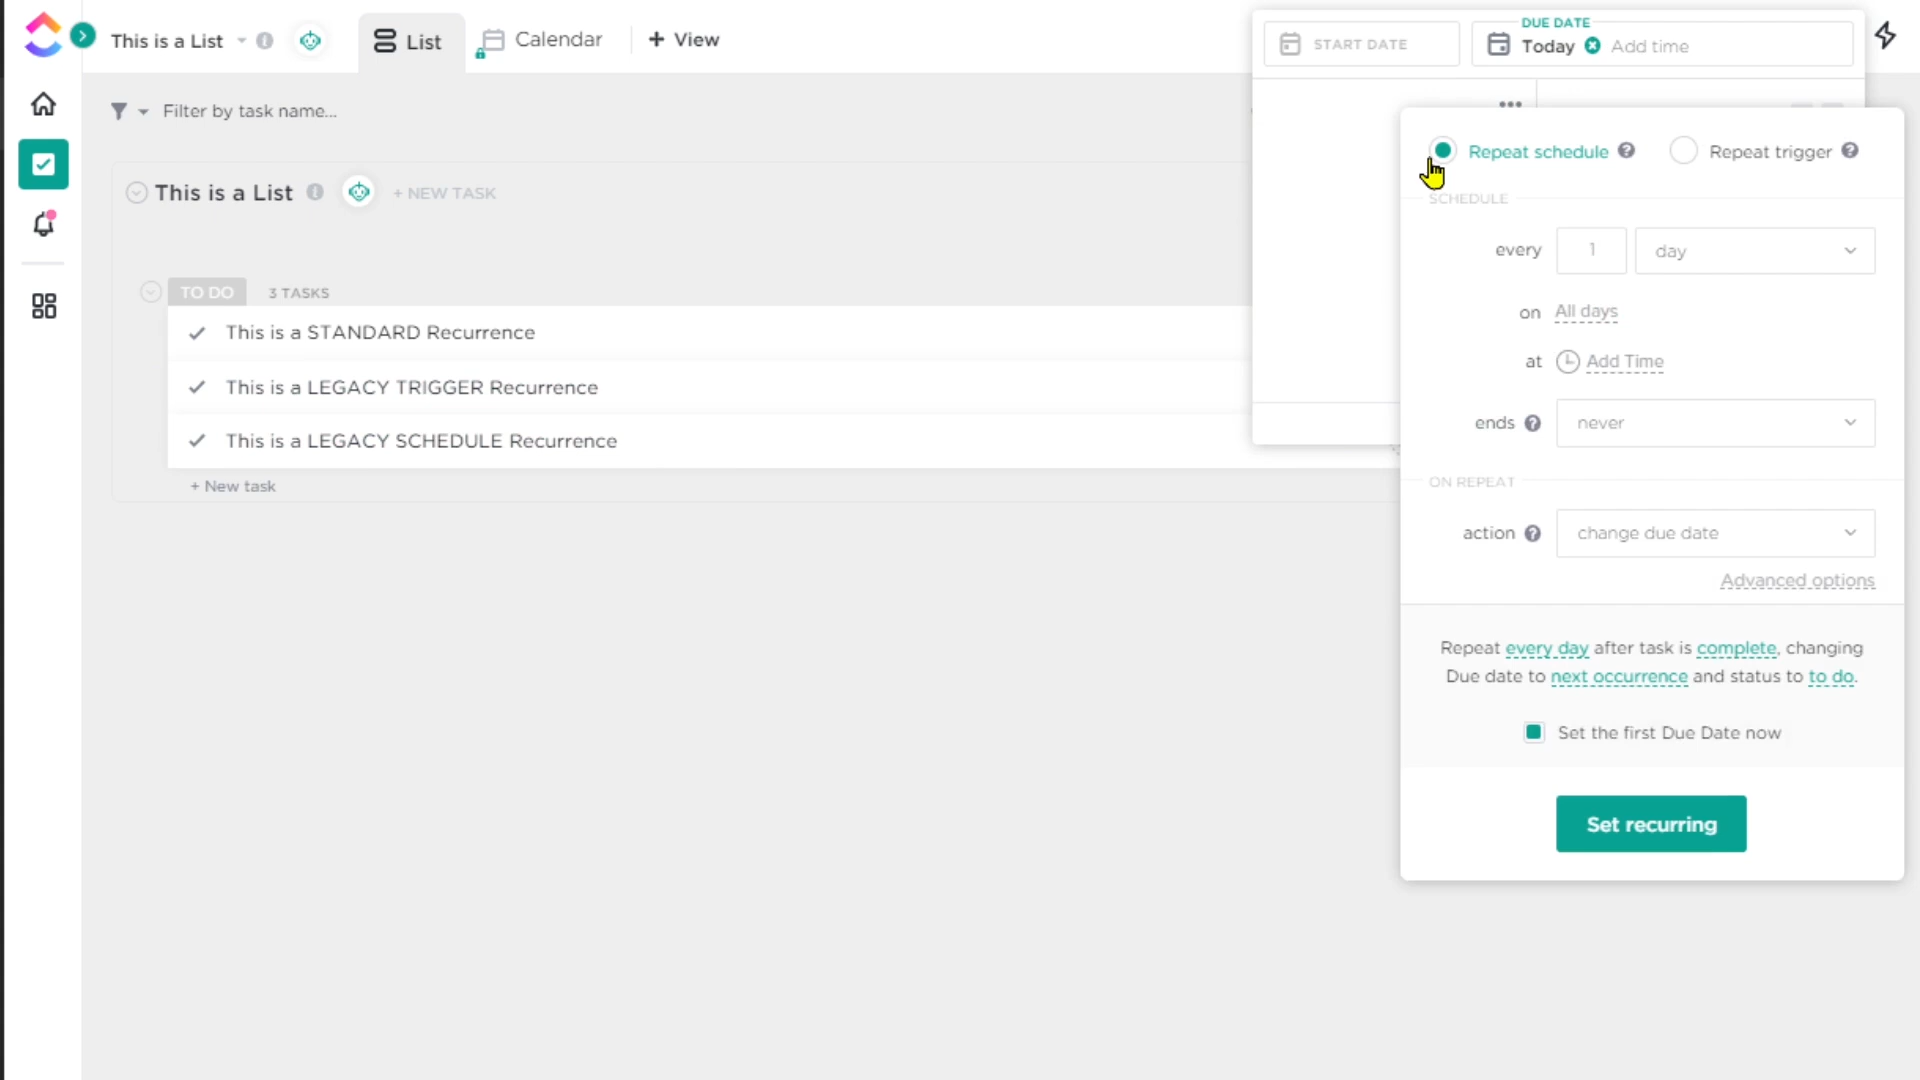 This is a List
List
Calendar
+ View
START DATE
DUE DATE
Today
Add time
Filter by task name...
Repeat schedule
Repeat trigger
This is a List
+ NEW TASK
SCHEDULE
every 1 day
TO DO
3 TASKS
on All days
This is a STANDARD Recurrence
at Add Time
This is a LEGACY TRIGGER Recurrence
ends never
This is a LEGACY SCHEDULE Recurrence
+ New task
ON REPEAT
action change due date
Advanced options
Repeat every day after task is complete, changing
Due date to next occurrence and status to to do.
Set the first Due Date now
Set recurring